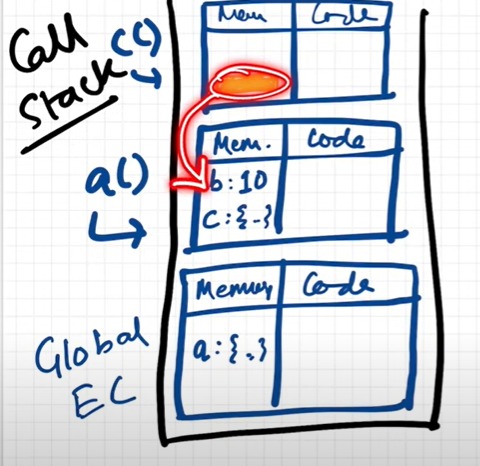 Call
Stack
c()
Mem Code
a()
Mem. Code
b:10
c:{-}
Global
EC
Memory Code
a:{.}